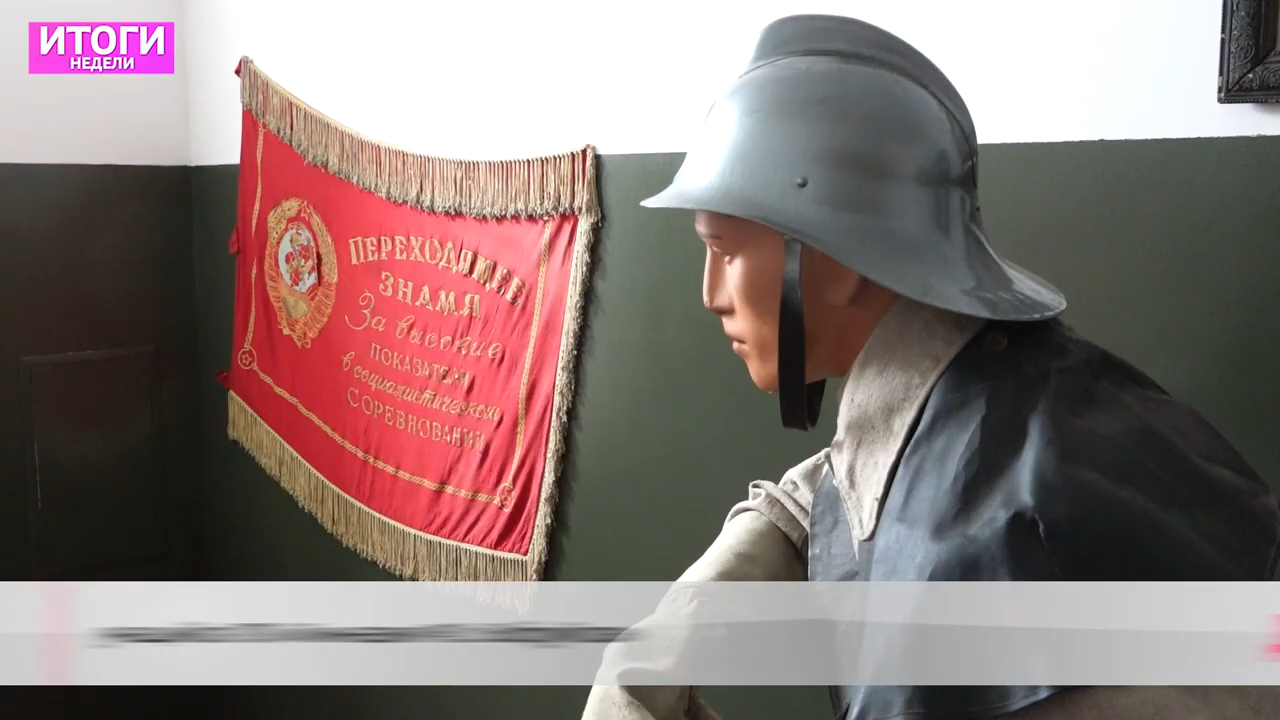 ИТОГИ
НЕДЕЛИ
ПЕРЕХОДЯЩЕЕ
ЗНАМЯ
За высокие
ПОКАЗАТЕЛИ
в социалистическом
СОРЕВНОВАНИИ